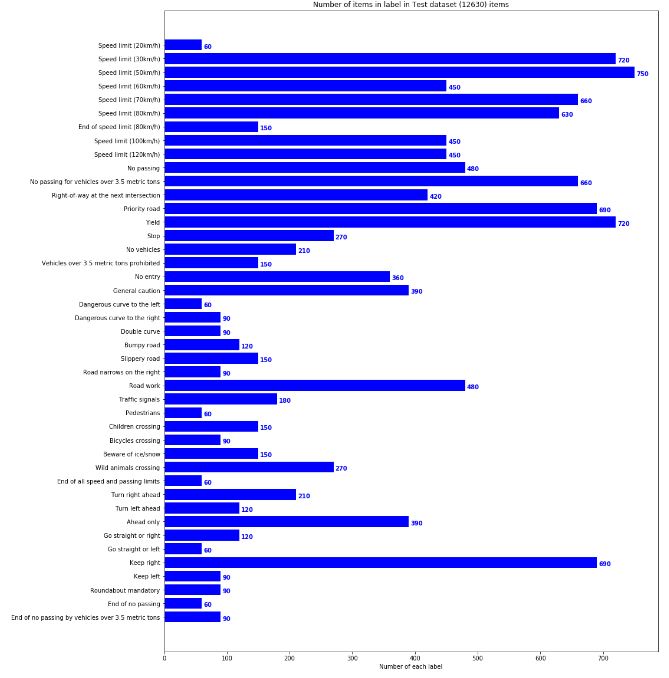 Number of items in label in Test dataset (12630) items
Speed limit (20km/h) 60
Speed limit (30km/h) 720
Speed limit (50km/h) 750
Speed limit (60km/h) 450
Speed limit (70km/h) 660
Speed limit (80km/h) 630
End of speed limit (80km/h) 150
Speed limit (100km/h) 450
Speed limit (120km/h) 450
No passing 480
No passing for vehicles over 3.5 metric tons 660
Right-of-way at the next intersection 420
Priority road 690
Yield 720
Stop 270
No vehicles 210
Vehicles over 3.5 metric tons prohibited 150
No entry 360
General caution 390
Dangerous curve to the left 60
Dangerous curve to the right 90
Double curve 90
Bumpy road 120
Slippery road 150
Road narrows on the right 90
Road work 480
Traffic signals 180
Pedestrians 60
Children crossing 150
Bicycles crossing 90
Beware of ice/snow 150
Wild animals crossing 270
End of all speed and passing limits 60
Turn right ahead 210
Turn left ahead 120
Ahead only 390
Go straight or right 120
Go straight or left 60
Keep right 690
Keep left 90
Roundabout mandatory 90
End of no passing 60
End of no passing by vehicles over 3.5 metric tons 90
0 100 200 300 400 500 600 700
Number of each label